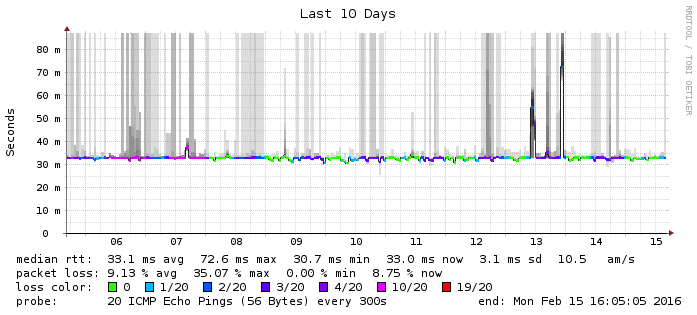 Last 10 Days
RRDTOOL / TOBI OETIKER
Seconds
80 m
70 m
60 m
50 m
40 m
30 m
20 m
10 m
0
06 07 08 09 10 11 12 13 14 15
median rtt: 33.1 ms avg 72.6 ms max 30.7 ms min 33.0 ms now 3.1 ms sd 10.5 am/s
packet loss: 9.13 % avg 35.07 % max 0.00 % min 8.75 % now
loss color: 0 1/20 2/20 3/20 4/20 10/20 19/20
probe: 20 ICMP Echo Pings (56 Bytes) every 300s end: Mon Feb 15 16:05:05 2016